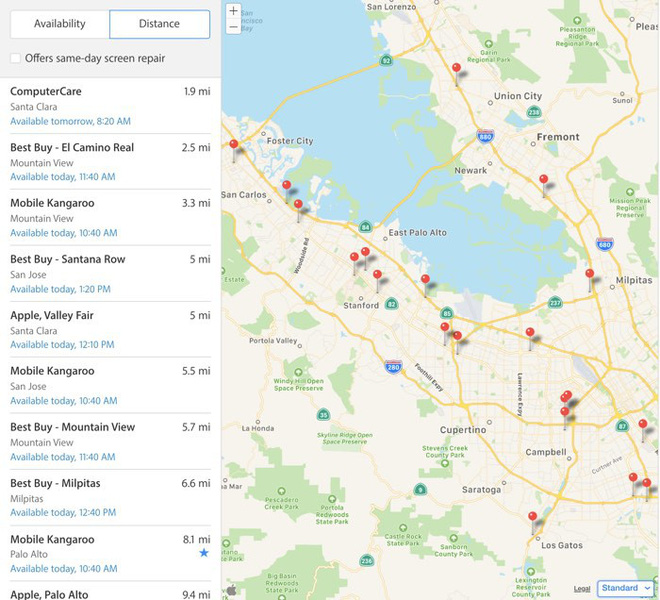 Availability
Distance
Offers same-day screen repair
ComputerCare
1.9 mi
Santa Clara
Available tomorrow, 8:20 AM
Best Buy - El Camino Real
2.5 mi
Mountain View
Available today, 11:40 AM
Mobile Kangaroo
3.3 mi
Mountain View
Available today, 10:40 AM
Best Buy - Santana Row
5 mi
San Jose
Available today, 1:20 PM
Apple, Valley Fair
5 mi
Santa Clara
Available today, 12:10 PM
Mobile Kangaroo
5.5 mi
San Jose
Available today, 10:40 AM
Best Buy - Mountain View
5.7 mi
Mountain View
Available today, 11:40 AM
Best Buy - Milpitas
6.6 mi
Milpitas
Available today, 12:40 PM
Mobile Kangaroo
8.1 mi
Palo Alto
Available today, 10:40 AM
Apple, Palo Alto
9.4 mi
San Lorenzo
San
Francisco
Bay
Pleasanton
Ridge
Regional Park
Pleas
Garin
Regional Park
92
Union City
238
Sunol
880
Fremont
Foster City
Newark
San Carlos
Mission Peak
Regional
Preserve
84
East Palo Alto
680
Woodside Rd
Estate
Milpitas
Stanford
82
237
85
Portola Valley
280
Foothill Expy
Windy Hill Open
Space Preserve
Lawrence Expy
35
La Honda
Cupertino
87
Skyline Ridge Open
Space Preserve
Stevens Creek
County Park
Campbell
Curtner Ave
a Mar
Saratoga
9
Pescadero
Creek
County Park
Portola
Redwoods
State Park
Castle Rock
State Park
Sanborn
County Park
Los Gatos
tano
State Park
236
Big Basin
Redwoods
State Park
Lexington
Reservoir
County Park
Legal
Standard